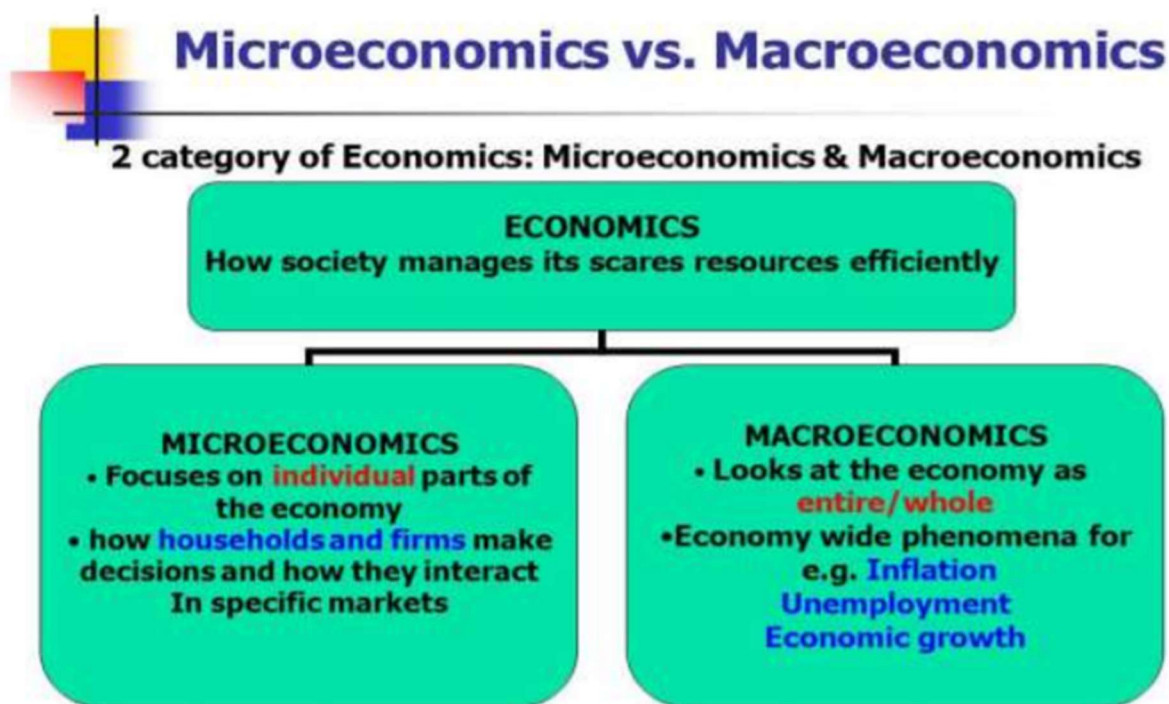 Microeconomics vs. Macroeconomics
2 category of Economics: Microeconomics & Macroeconomics
ECONOMICS
How society manages its scares resources efficiently
MICROECONOMICS
• Focuses on individual parts of
the economy
• how households and firms make
decisions and how they interact
In specific markets
MACROECONOMICS
• Looks at the economy as
entire/whole
•Economy wide phenomena for
e.g. Inflation
Unemployment
Economic growth